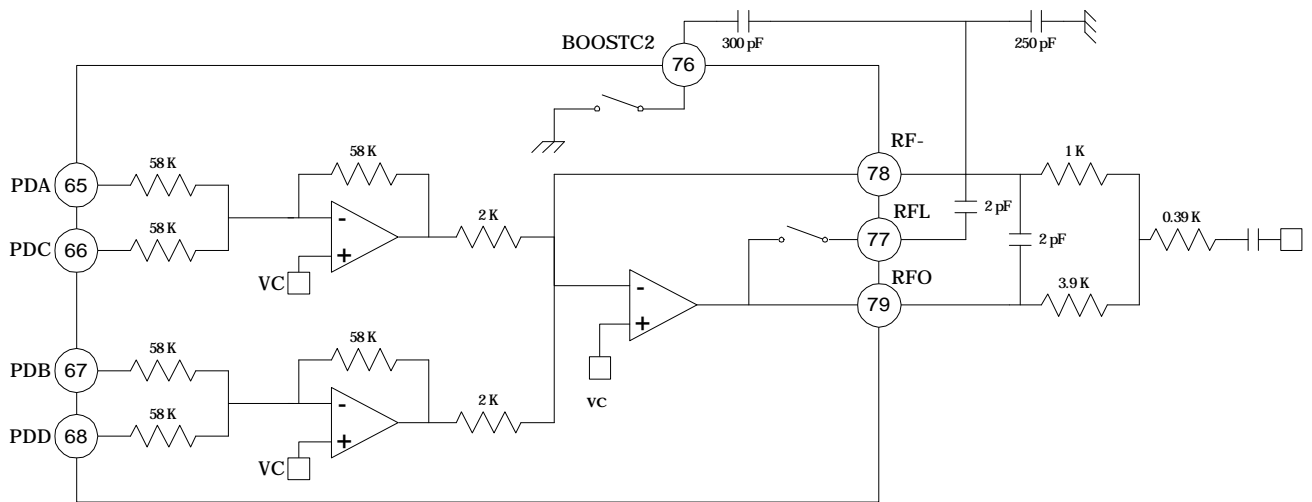 300 pF
250 pF
BOOSTC2
76
RF-
58 K
58 K
1 K
PDA
65
78
2 K
2 pF
RFL
0.39 K
58 K
-
77
2 pF
PDC
66
+
VC
RFO
-
3.9 K
79
58 K
58 K
+
PDB
67
2 K
VC
58 K
-
PDD
68
+
VC